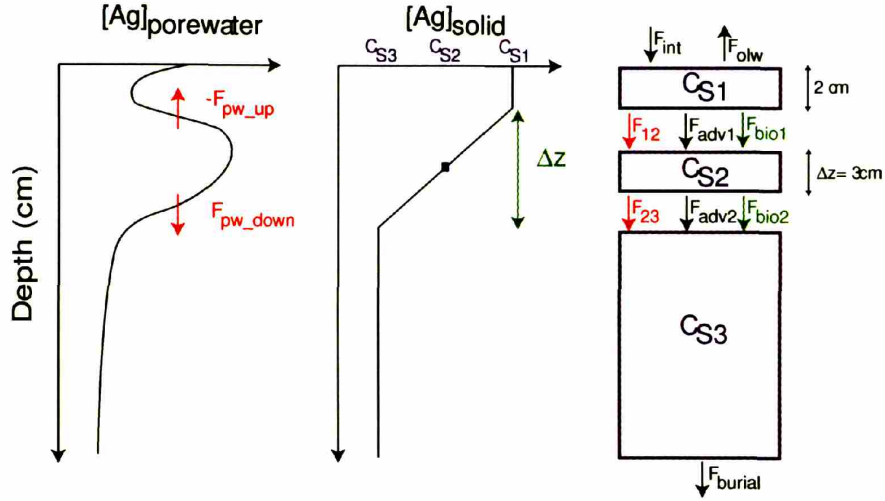 [Ag]porewater
-Fpw_up
Fpw_down
Depth (cm)
[Ag]solid
CS3 CS2 CS1
Δz
Fint Folw
CS1
2 cm
F12 Fadv1 Fbio1
CS2
Δz= 3cm
F23 Fadv2 Fbio2
CS3
Fburial